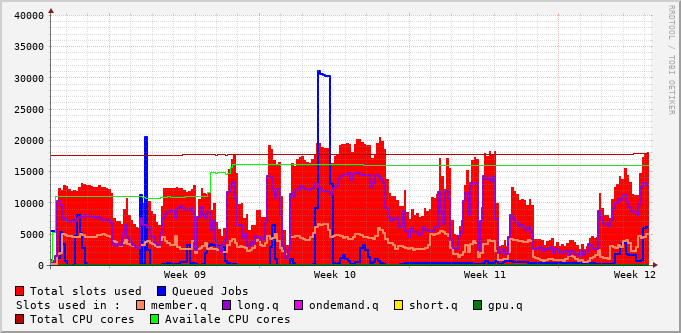 RRDTOOL / TOBI OETIKER
40000
35000
30000
25000
20000
15000
10000
5000
0
Week 09 Week 10 Week 11 Week 12
Total slots used Queued Jobs
Slots used in : member.q long.q ondemand.q short.q gpu.q
Total CPU cores Availale CPU cores